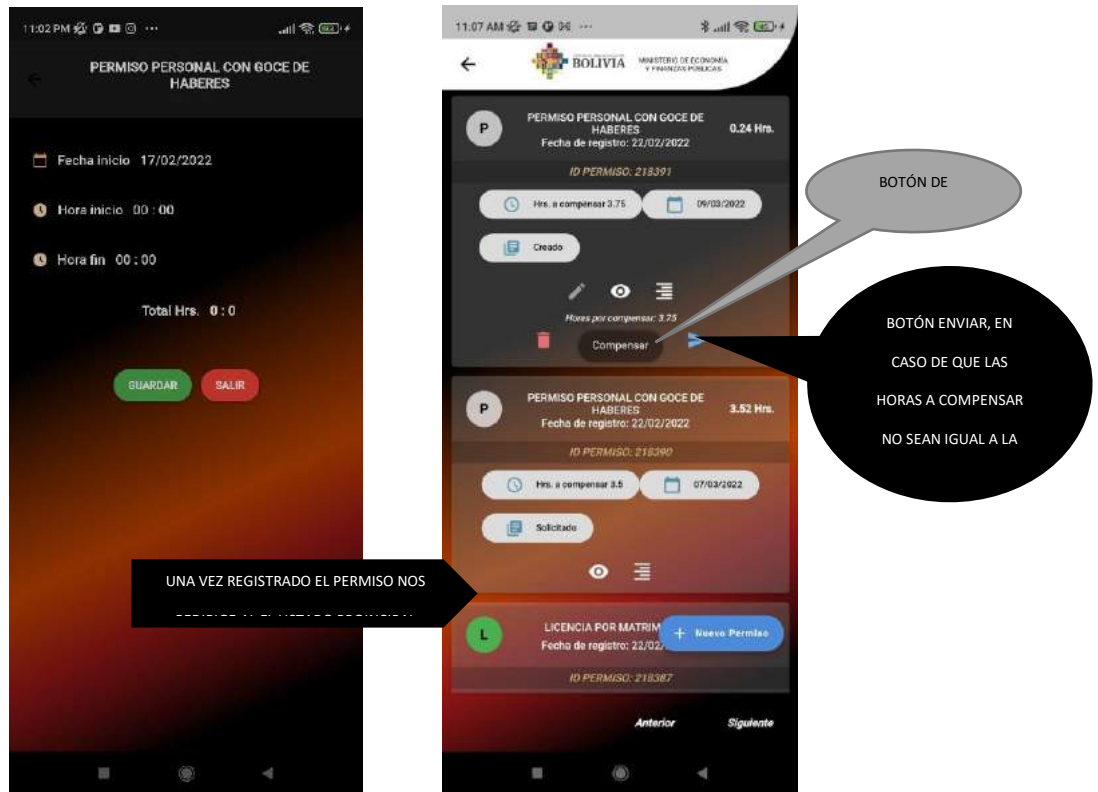 11:02 PM
PERMISO PERSONAL CON GOCE DE
HABERES
Fecha inicio 17/02/2022
Hora inicio 00 : 00
Hora fin 00 : 00
Total Hrs. 0 : 0
GUARDAR
SALIR
11:07 AM
BOLIVIA
MINISTERIO DE ECONOMÍA
Y FINANZAS PÚBLICAS
P
PERMISO PERSONAL CON GOCE DE
HABERES
Fecha de registro: 22/02/2022
0.24 Hrs.
ID PERMISO: 218391
Hrs. a compensar 3.75
09/03/2022
Creado
Horas por compensar: 3.75
Compensar
P
PERMISO PERSONAL CON GOCE DE
HABERES
Fecha de registro: 22/02/2022
3.52 Hrs.
ID PERMISO: 218390
Hrs. a compensar 3.5
07/03/2022
Solicitado
L
LICENCIA POR MATRIM
Fecha de registro: 22/02/
+ Nuevo Permiso
ID PERMISO: 218387
Anterior
Siguiente
BOTÓN DE
BOTÓN ENVIAR, EN
CASO DE QUE LAS
HORAS A COMPENSAR
NO SEAN IGUAL A LA
UNA VEZ REGISTRADO EL PERMISO NOS